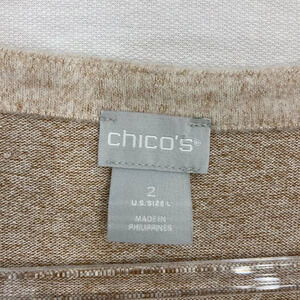 chico's®
2
U.S. SIZE L
MADE IN
PHILIPPINES